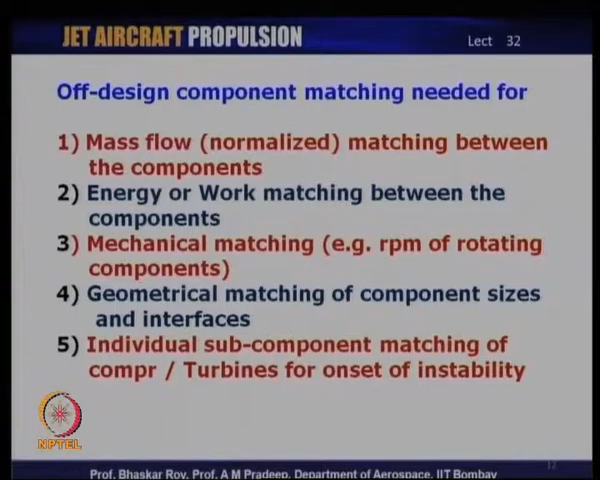 JET AIRCRAFT PROPULSION
Lect 32
Off-design component matching needed for
1) Mass flow (normalized) matching between
the components
2) Energy or Work matching between the
components
3) Mechanical matching (e.g. rpm of rotating
components)
4) Geometrical matching of component sizes
and interfaces
5) Individual sub-component matching of
compr / Turbines for onset of instability
NPTEL
12
Prof. Bhaskar Roy, Prof. A M Pradeep, Department of Aerospace, IIT Bombay